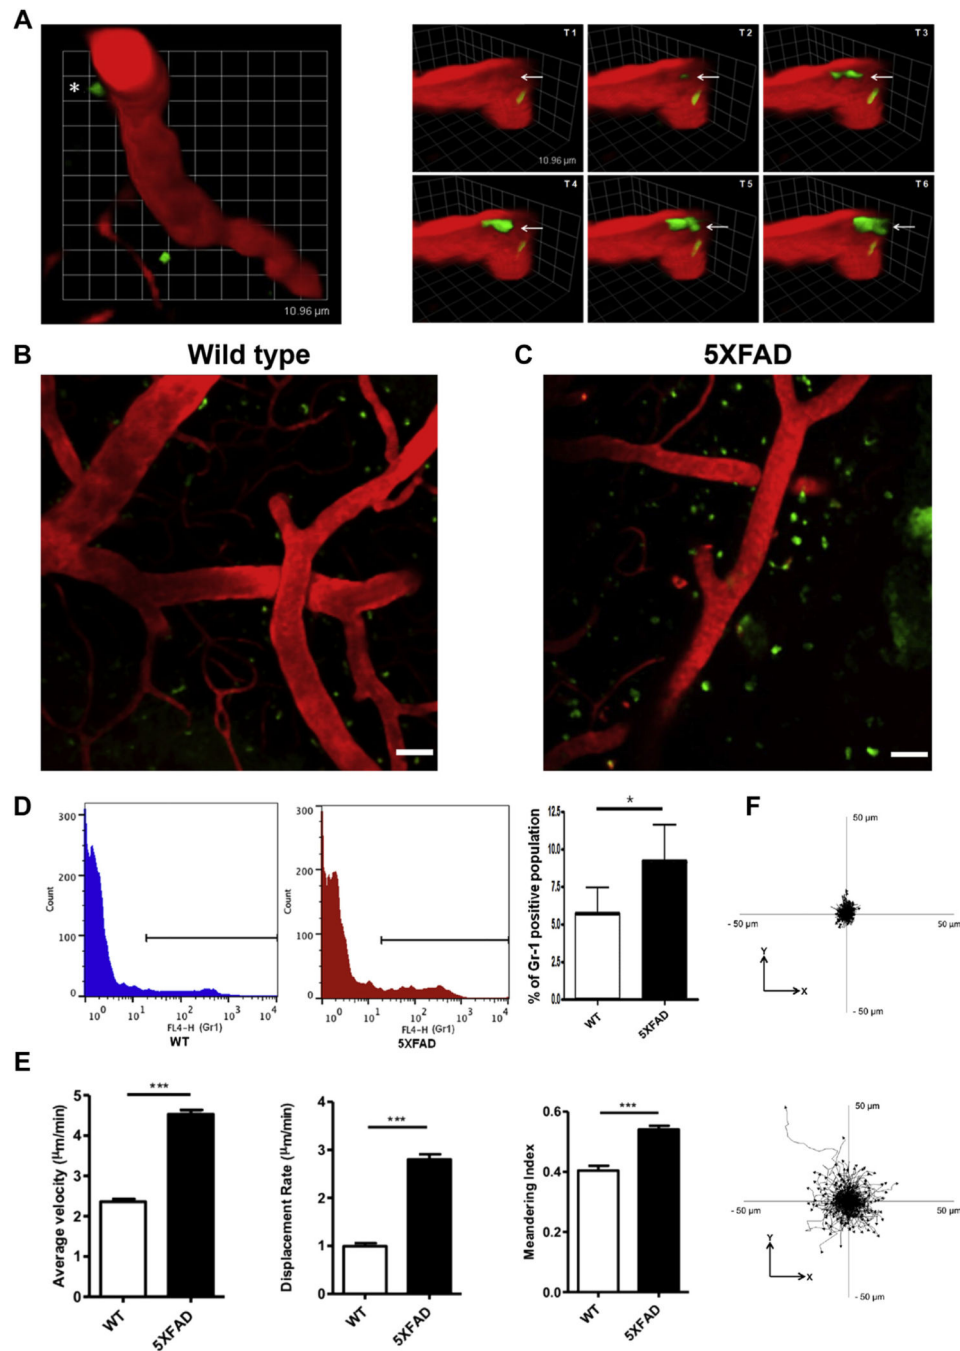 A
*
10.96 µm
T 1
10.96 µm
T 2
T 3
T 4
T 5
T 6
B
Wild type
C
5XFAD
D
300
200
100
0
Count
10^0
10^1
10^2
10^3
10^4
FL4-H (Gr1)
WT
300
200
100
0
Count
10^0
10^1
10^2
10^3
10^4
FL4-H (Gr1)
5XFAD
% of Gr-1 positive population
12.5
10.0
7.5
5.0
2.5
0.0
*
WT
5XFAD
F
50 µm
- 50 µm
50 µm
- 50 µm
Y
X
E
Average velocity (µm/min)
5
4
3
2
1
0
***
WT
5XFAD
Displacement Rate (µm/min)
4
3
2
1
0
***
WT
5XFAD
Meandering Index
0.6
0.4
0.2
0.0
***
WT
5XFAD
50 µm
- 50 µm
50 µm
- 50 µm
Y
X